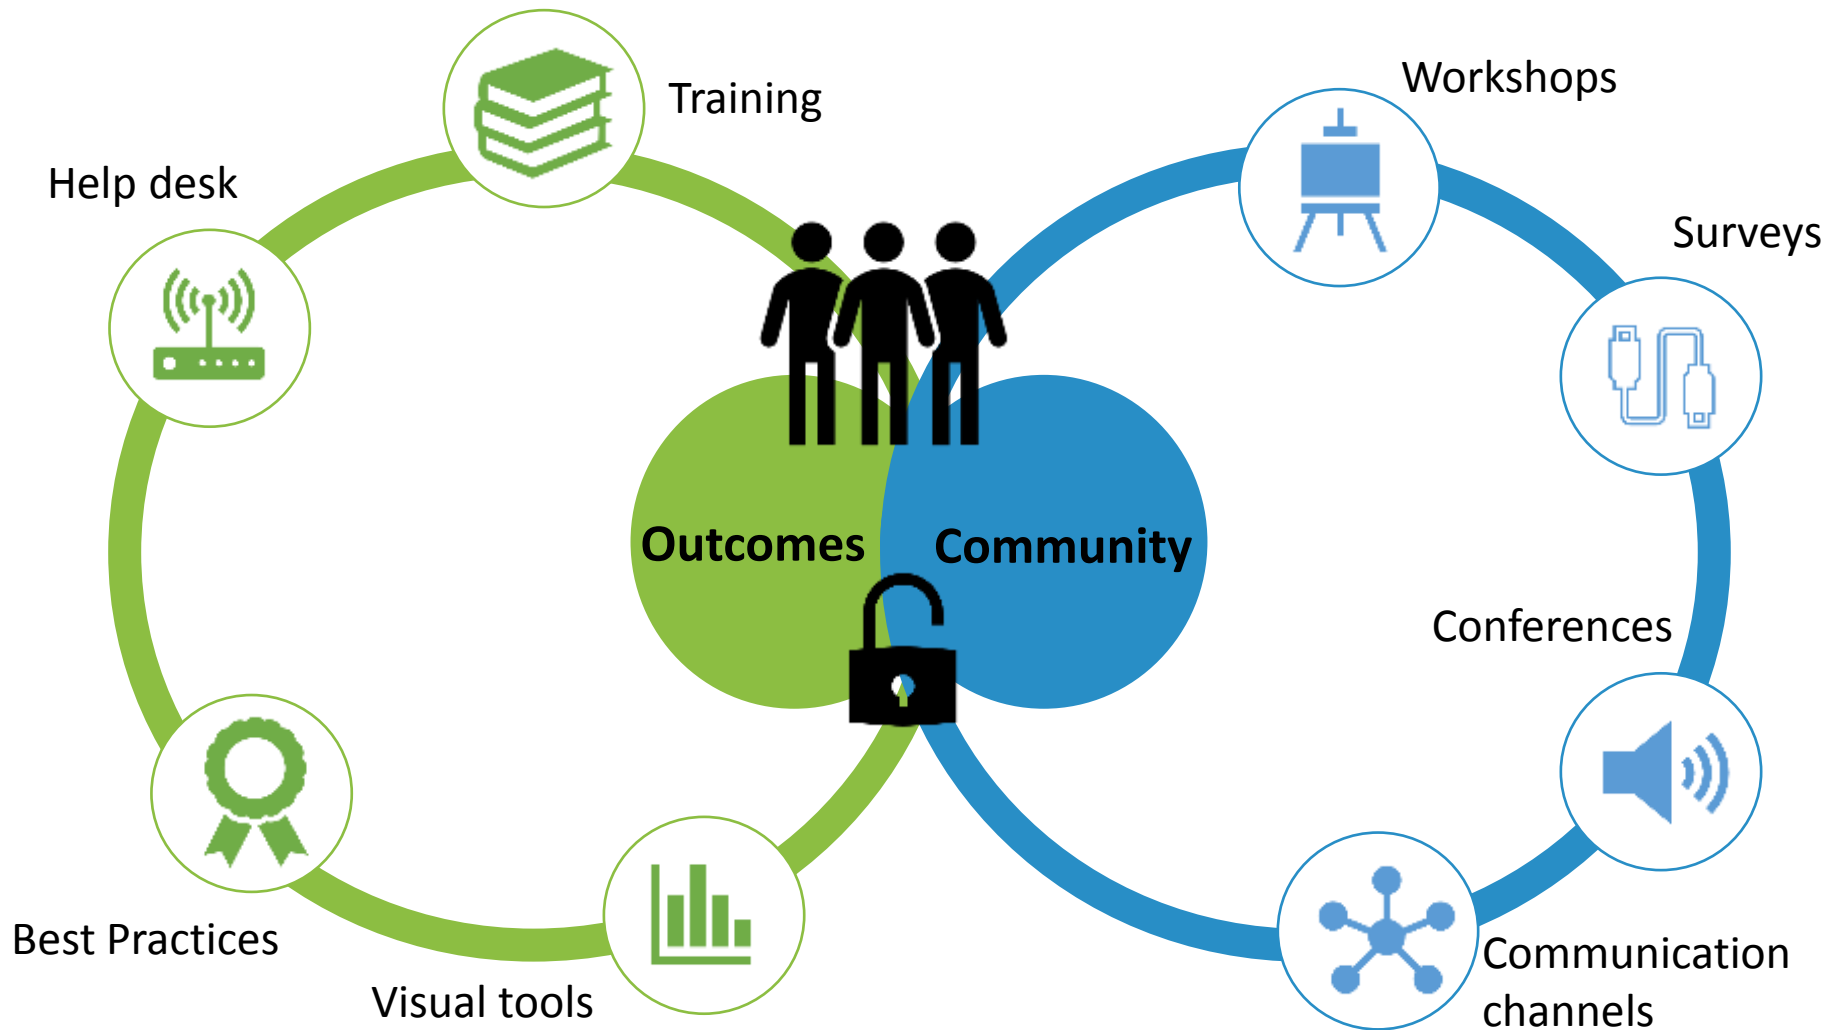 Training
Help desk
Outcomes
Best Practices
Visual tools
Workshops
Surveys
Community
Conferences
Communication
channels